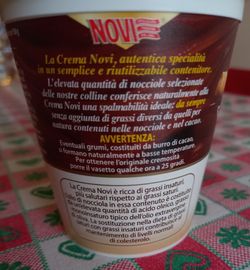 NOVI
La Crema Novi, autentica specialità
in un semplice e riutilizzabile contenitore.
L'elevata quantità di nocciole selezionate
delle nostre colline conferisce naturalmente alla
Crema Novi una spalmabilità ideale: da sempre
senza aggiunta di grassi diversi da quelli per
natura contenuti nelle nocciole e nel cacao.
AVVERTENZA:
Eventuali grumi, costituiti da burro di cacao,
si formano naturalmente a basse temperature.
Per ottenere l'originale cremosità
porre il vasetto qualche ora a 25°C.
La Crema Novi è ricca di grassi insaturi,
più salutari rispetto ai grassi saturi.
L'olio di nocciola in essa contenuto è costituito
da elevata quantità di acido oleico, grasso
monoinsaturo tipico dell'olio extravergine
di oliva. La sostituzione nella dieta di grassi
saturi con grassi insaturi contribuisce al
mantenimento di livelli normali
di colesterolo.